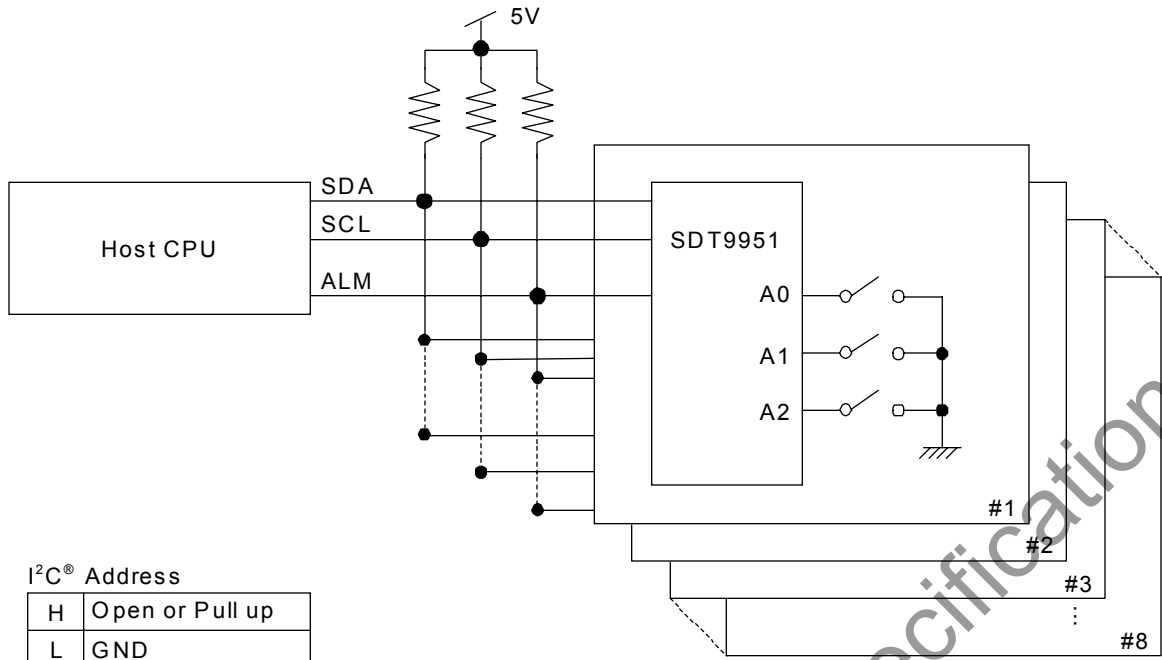 5V
SDA
SCL
ALM
Host CPU
SDT9951
A0
A1
A2
#1
#2
#3
⋮
#8
I²C® Address
H Open or Pull up
L GND